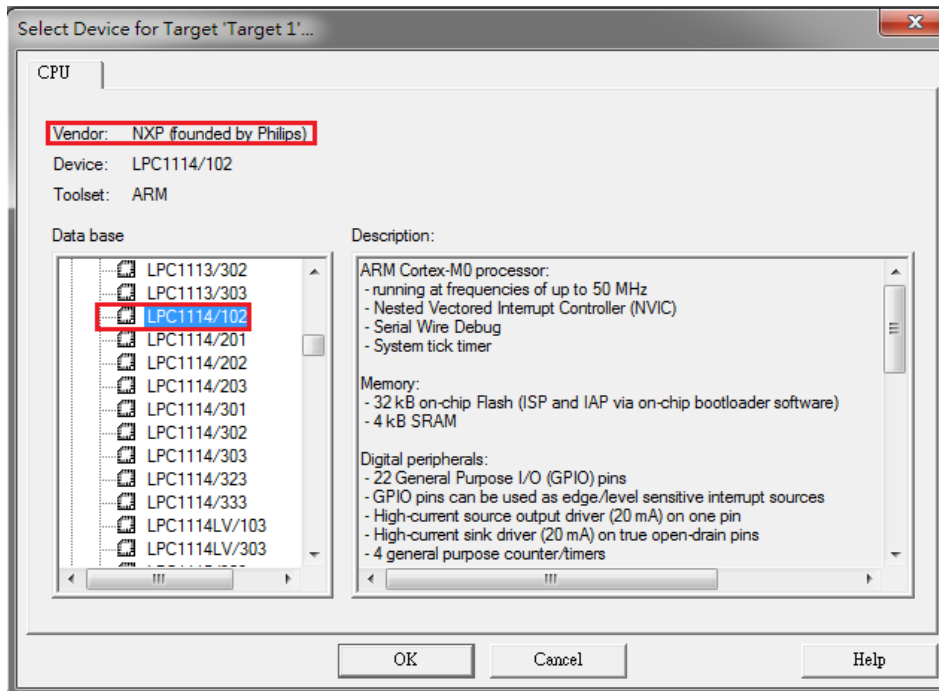 Select Device for Target 'Target 1'...
CPU
Vendor: NXP (founded by Philips)
Device: LPC1114/102
Toolset: ARM
Data base
LPC1113/302
LPC1113/303
LPC1114/102
LPC1114/201
LPC1114/202
LPC1114/203
LPC1114/301
LPC1114/302
LPC1114/303
LPC1114/323
LPC1114/333
LPC1114LV/103
LPC1114LV/303
Description:
ARM Cortex-M0 processor:
- running at frequencies of up to 50 MHz
- Nested Vectored Interrupt Controller (NVIC)
- Serial Wire Debug
- System tick timer
Memory:
- 32 kB on-chip Flash (ISP and IAP via on-chip bootloader software)
- 4 kB SRAM
Digital peripherals:
- 22 General Purpose I/O (GPIO) pins
- GPIO pins can be used as edge/level sensitive interrupt sources
- High-current source output driver (20 mA) on one pin
- High-current sink driver (20 mA) on true open-drain pins
- 4 general purpose counter/timers
OK
Cancel
Help